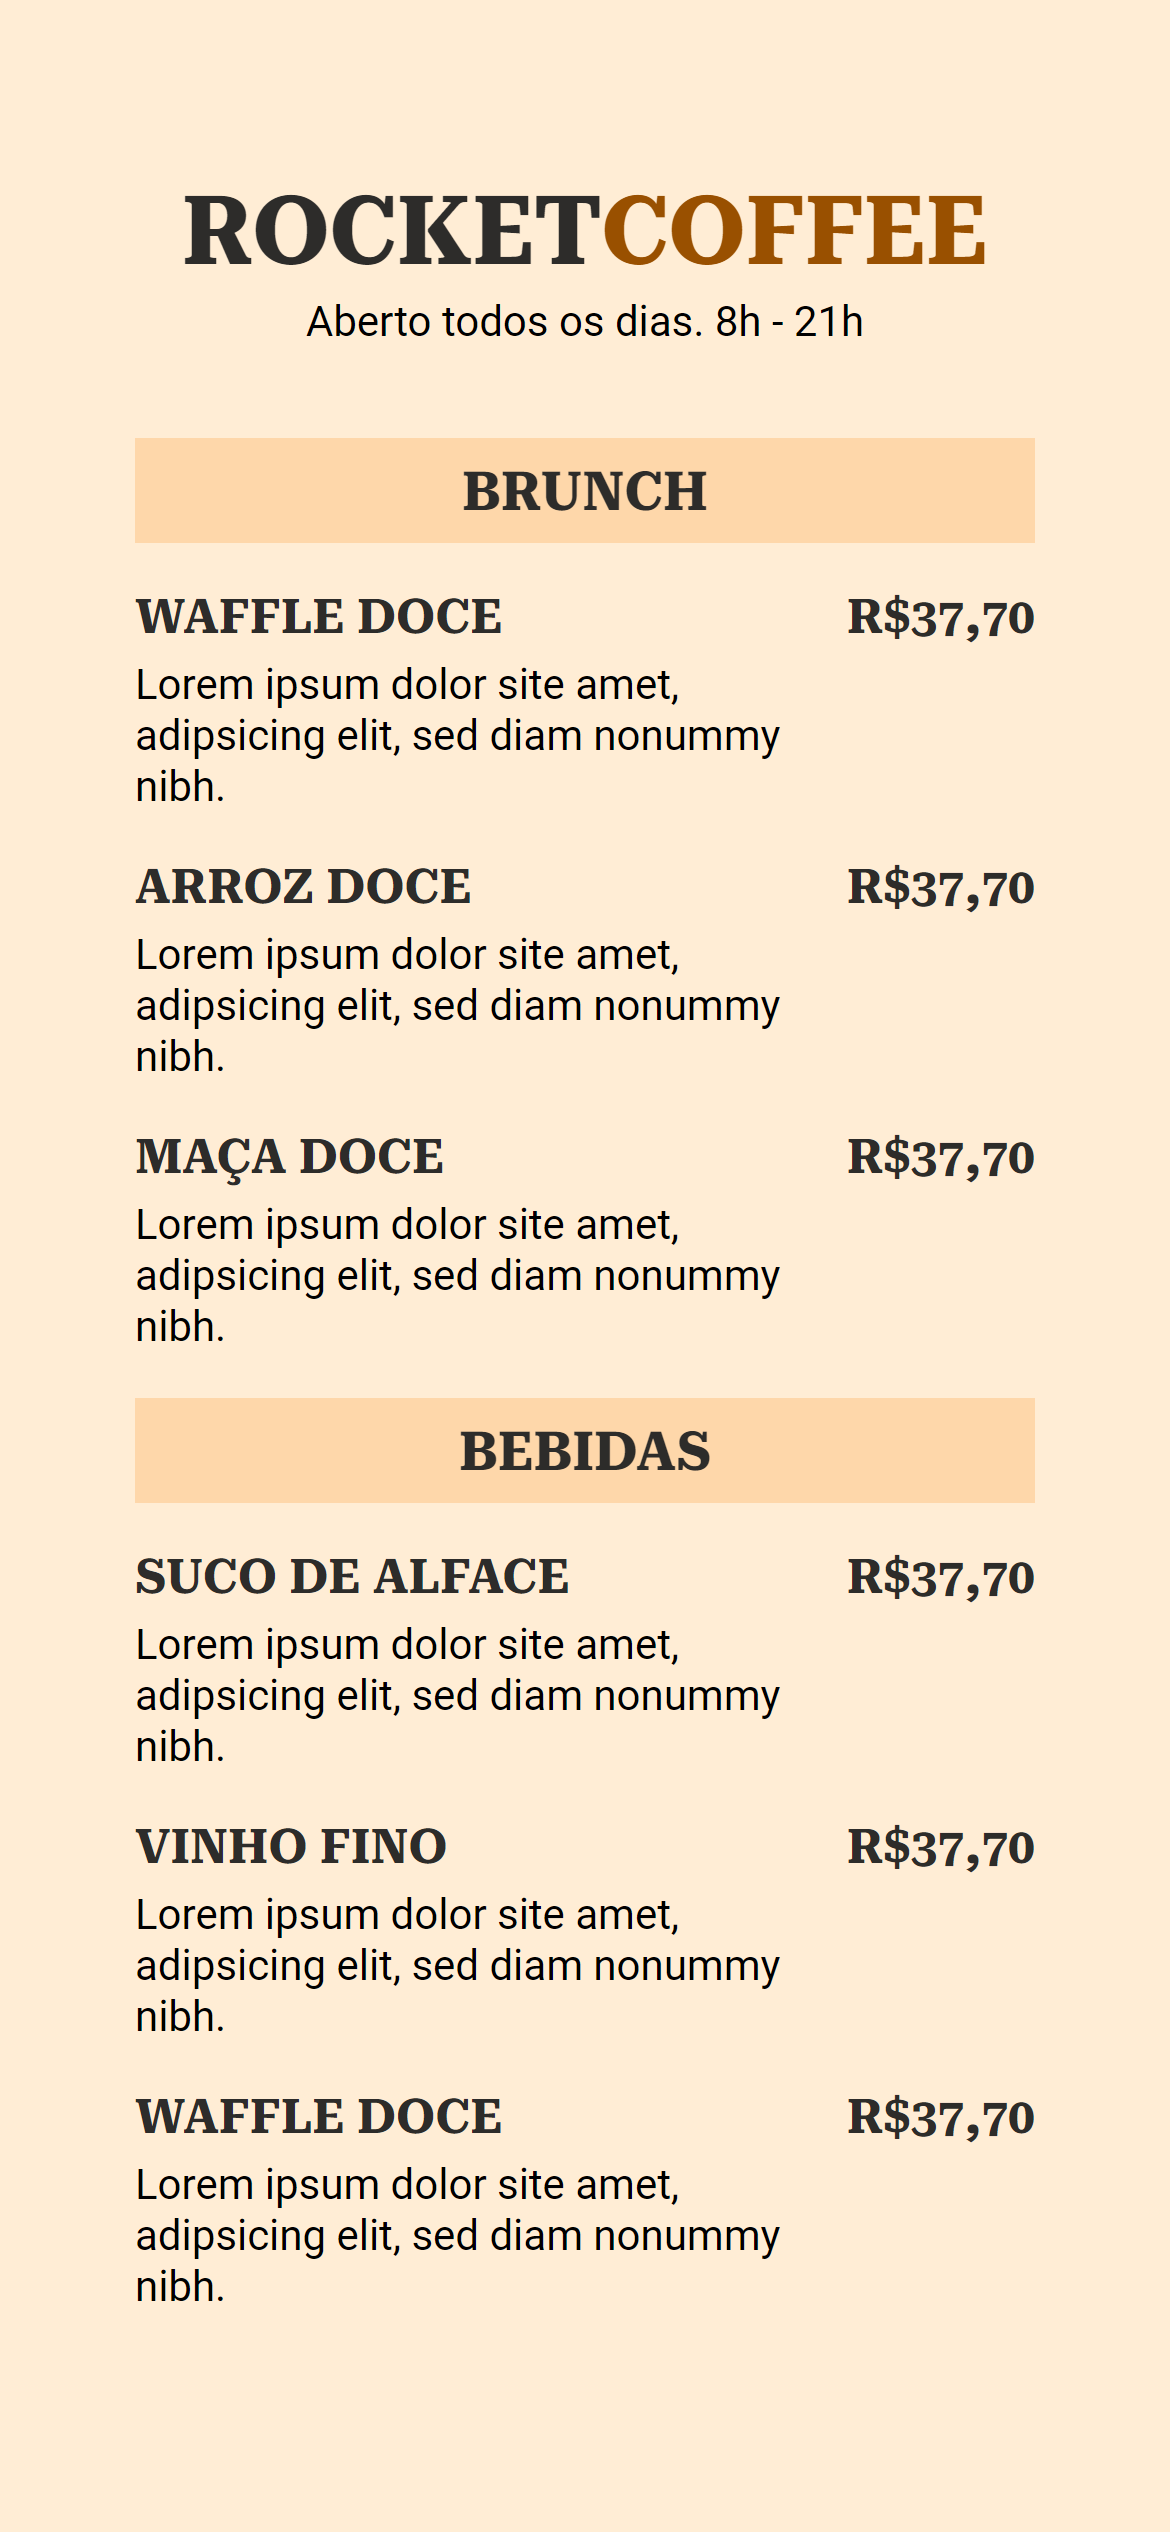 ROCKETCOFFEE
Aberto todos os dias. 8h - 21h
BRUNCH
WAFFLE DOCE R$37,70
Lorem ipsum dolor site amet,
adipsicing elit, sed diam nonummy
nibh.
ARROZ DOCE R$37,70
Lorem ipsum dolor site amet,
adipsicing elit, sed diam nonummy
nibh.
MAÇA DOCE R$37,70
Lorem ipsum dolor site amet,
adipsicing elit, sed diam nonummy
nibh.
BEBIDAS
SUCO DE ALFACE R$37,70
Lorem ipsum dolor site amet,
adipsicing elit, sed diam nonummy
nibh.
VINHO FINO R$37,70
Lorem ipsum dolor site amet,
adipsicing elit, sed diam nonummy
nibh.
WAFFLE DOCE R$37,70
Lorem ipsum dolor site amet,
adipsicing elit, sed diam nonummy
nibh.